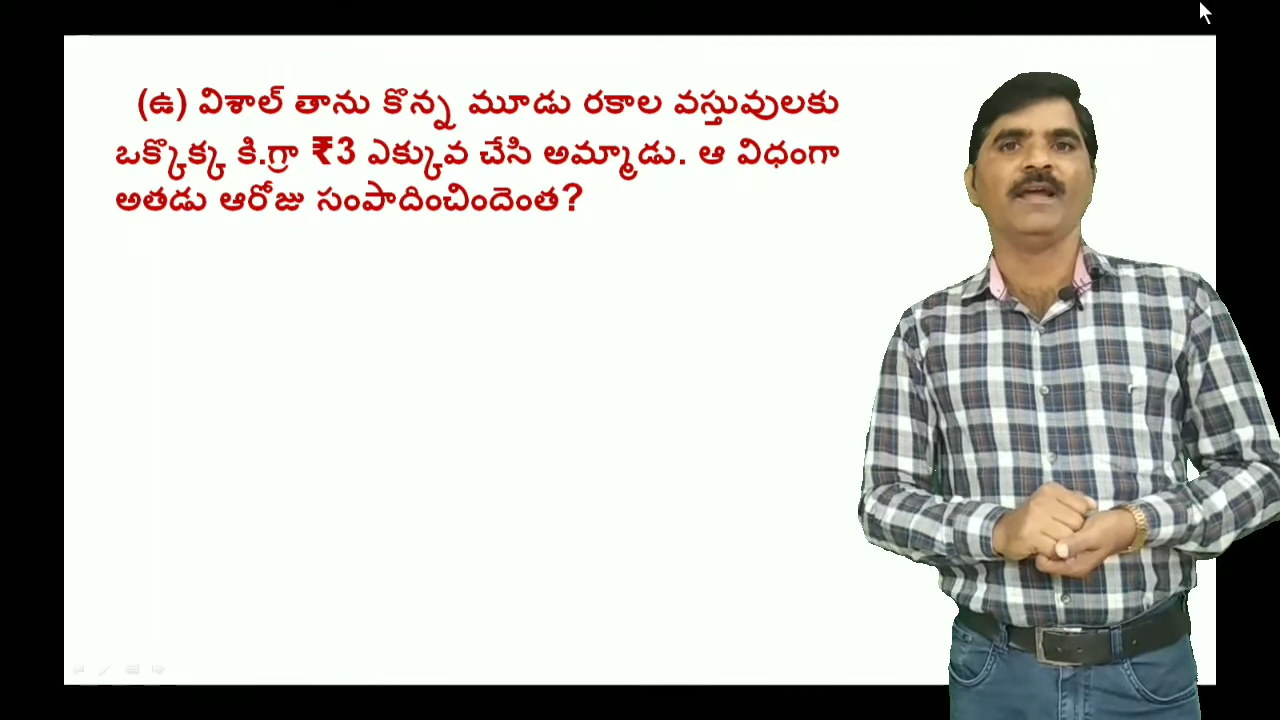 (ఉ) విశాల్ తాను కొన్న మూడు రకాల వస్తువులకు
ఒక్కొక్క కి.గ్రా ₹3 ఎక్కువ చేసి అమ్మాడు. ఆ విధంగా
అతడు ఆరోజు సంపాదించిందెంత?